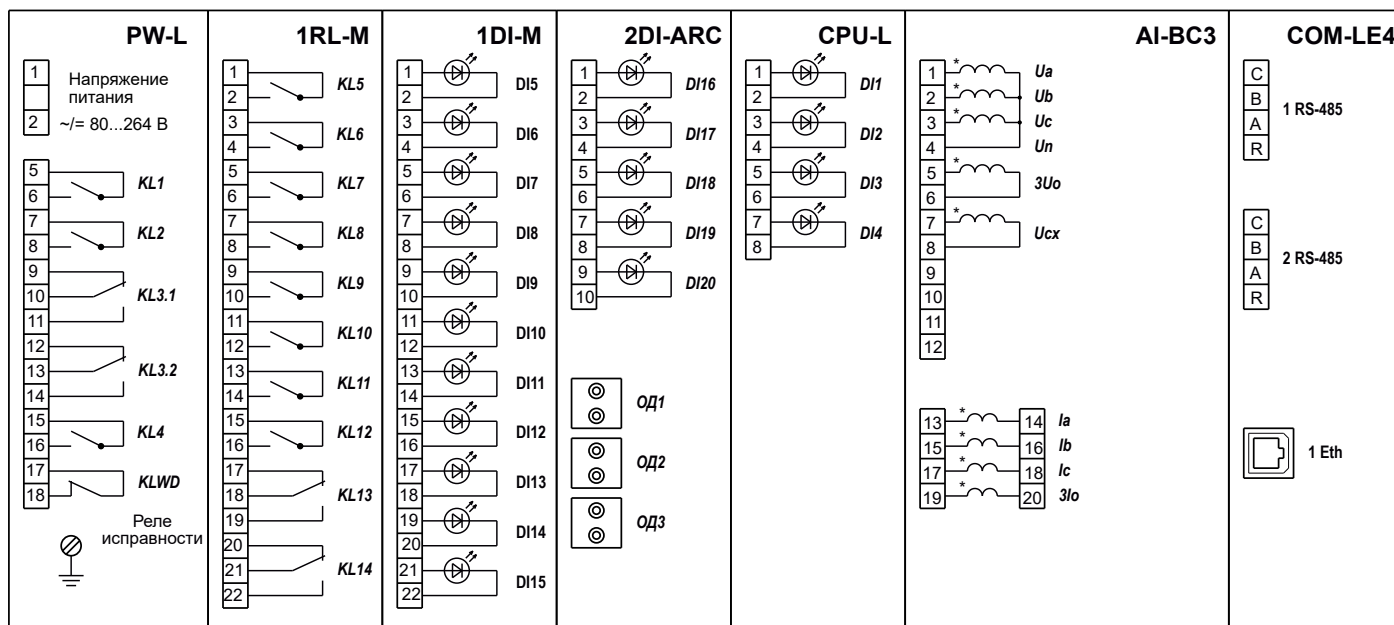 PW-L
1
Напряжение
питания
2
~/= 80...264 В
5
6
KL1
7
8
KL2
9
10
11
KL3.1
12
13
14
KL3.2
15
16
KL4
17
18
KLWD
Реле
исправности
1RL-M
1
2
KL5
3
4
KL6
5
6
KL7
7
8
KL8
9
10
KL9
11
12
KL10
13
14
KL11
15
16
KL12
17
18
19
KL13
20
21
22
KL14
1DI-M
1
2
DI5
3
4
DI6
5
6
DI7
7
8
DI8
9
10
DI9
11
12
DI10
13
14
DI11
15
16
DI12
17
18
DI13
19
20
DI14
21
22
DI15
2DI-ARC
1
2
DI16
3
4
DI17
5
6
DI18
7
8
DI19
9
10
DI20
ОД1
ОД2
ОД3
CPU-L
1
2
DI1
3
4
DI2
5
6
DI3
7
8
DI4
AI-BC3
1 * Ua
2 * Ub
3 * Uc
4 Un
5 *
6
3Uo
7 *
8
Ucx
9
10
11
12
13 * 14 Ia
15 * 16 Ib
17 * 18 Ic
19 * 20 3Io
COM-LE4
C
B
A
R
1 RS-485
C
B
A
R
2 RS-485
1 Eth